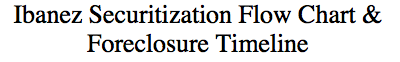 Ibanez Securitization Flow Chart &
Foreclosure Timeline